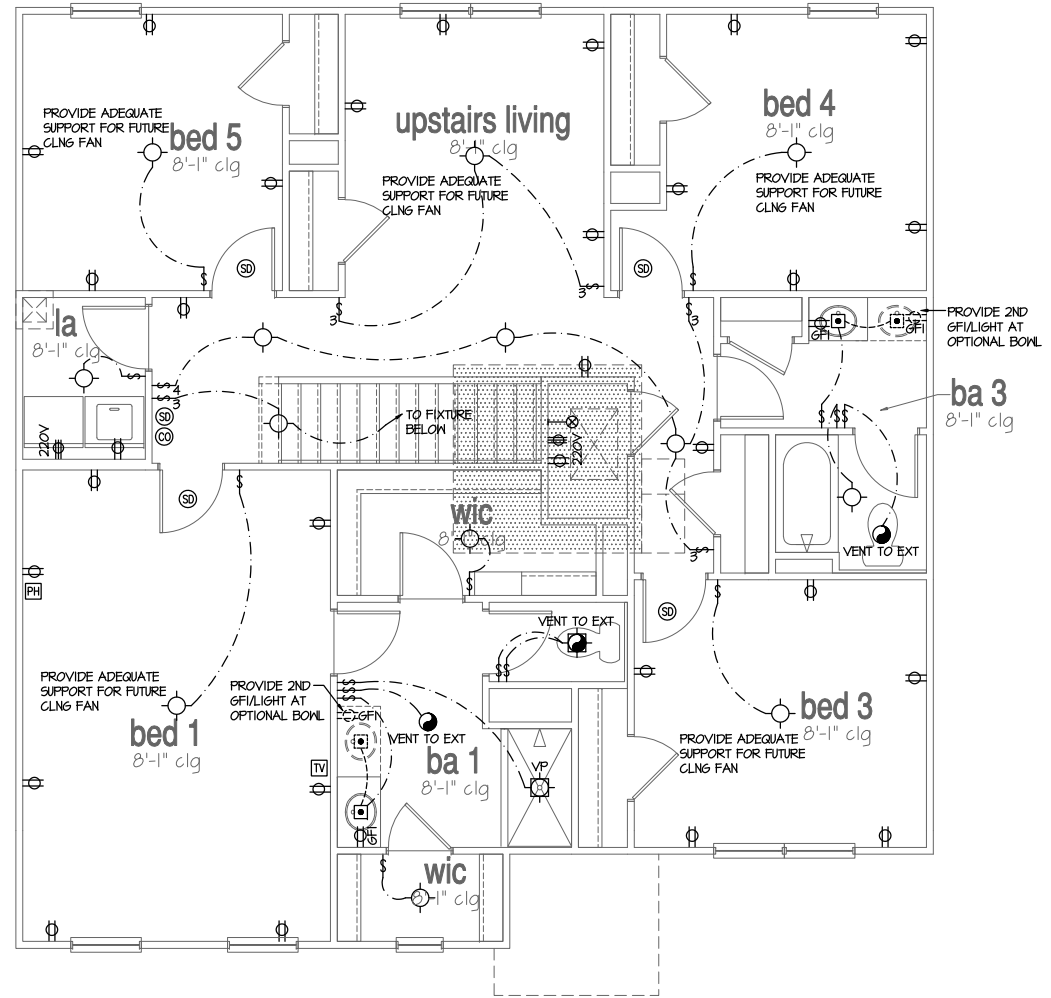 PROVIDE ADEQUATE
SUPPORT FOR FUTURE
CLNG FAN
bed 5
8'-1" clg
upstairs living
8'-1" clg
PROVIDE ADEQUATE
SUPPORT FOR FUTURE
CLNG FAN
bed 4
8'-1" clg
PROVIDE ADEQUATE
SUPPORT FOR FUTURE
CLNG FAN
$
SD
SD
$
3
$
3$
$
3
la
8'-1" clg
$
$
4
$
3
SD
CO
220V
TO FIXTURE
BELOW
220V
GFI
GFI
PROVIDE 2ND
GFI/LIGHT AT
OPTIONAL BOWL
ba 3
8'-1" clg
$ $$
VENT TO EXT
SD
$
wic
8'-1" clg
$
3$
PH
SD
$
VENT TO EXT
$$
PROVIDE ADEQUATE
SUPPORT FOR FUTURE
CLNG FAN
bed 1
8'-1" clg
PROVIDE 2ND
GFI/LIGHT AT
OPTIONAL BOWL
$
$
$
GFI
VENT TO EXT
ba 1
8'-1" clg
TV
GFI
VP
bed 3
8'-1" clg
PROVIDE ADEQUATE
SUPPORT FOR FUTURE
CLNG FAN
wic
8'-1" clg
$